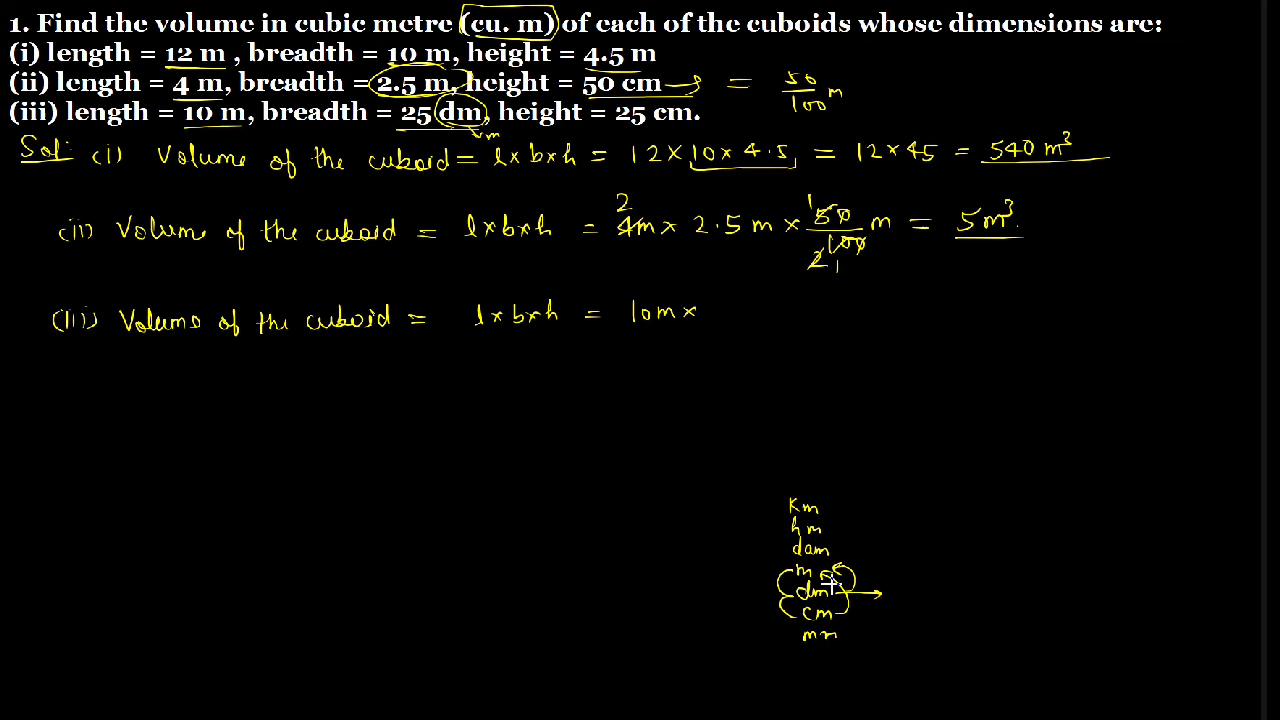 1. Find the volume in cubic metre (cu. m) of each of the cuboids whose dimensions are:
(i) length = 12 m , breadth = 10 m, height = 4.5 m
(ii) length = 4 m, breadth = 2.5 m, height = 50 cm = 50/100 m
(iii) length = 10 m, breadth = 25 dm, height = 25 cm.
Sol: (i) Volume of the cuboid = l×b×h = 12 × 10 × 4.5 = 12 × 45 = 540 m³
(ii) Volume of the cuboid = l×b×h = 4m × 2.5 m × 50/100 m = 5m³.
(iii) Volume of the cuboid = l×b×h = 10m ×
Km
hm
dam
m
dm
cm
mm